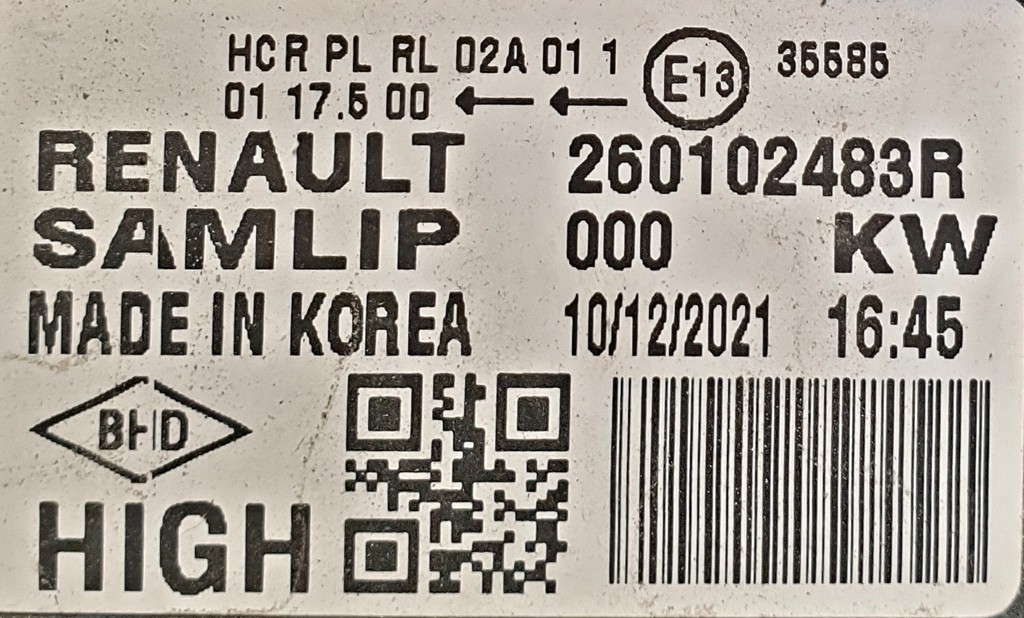 HCR PL RL 02A 01 1 E13 35585
01 17.5 00 ← ←
RENAULT 260102483R
SAMLIP 000 KW
MADE IN KOREA 10/12/2021 16:45
BHD
HIGH